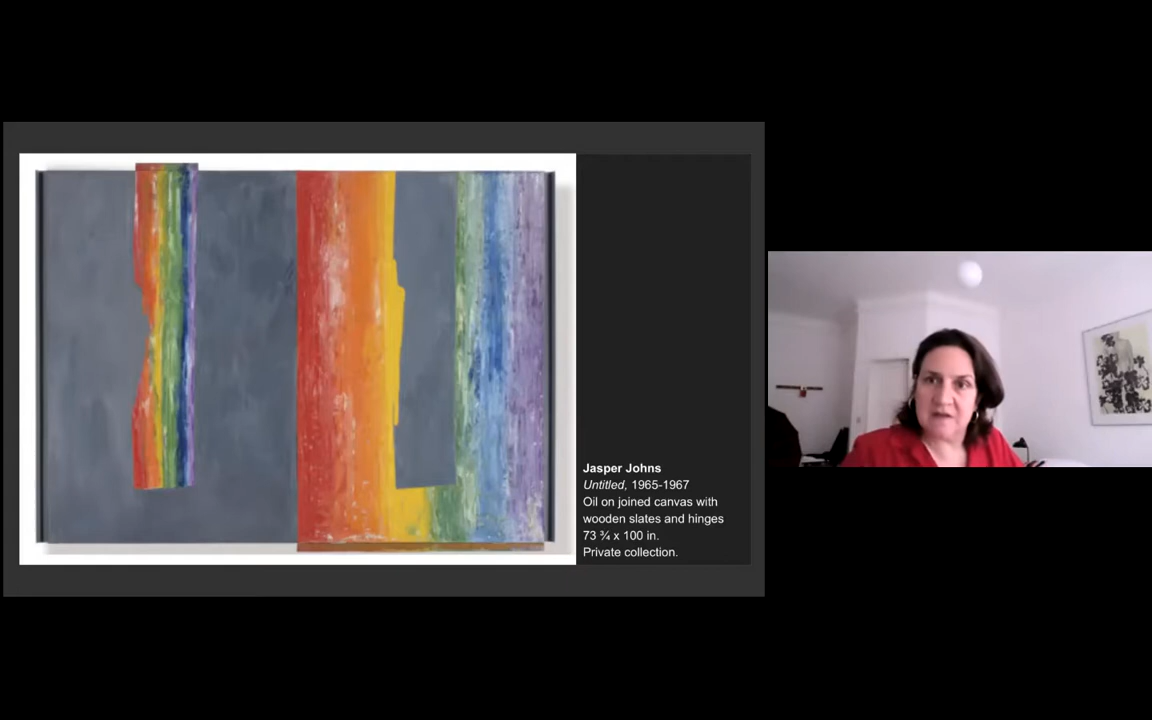 Jasper Johns
Untitled, 1965-1967
Oil on joined canvas with
wooden slates and hinges
73 ¾ x 100 in.
Private collection.